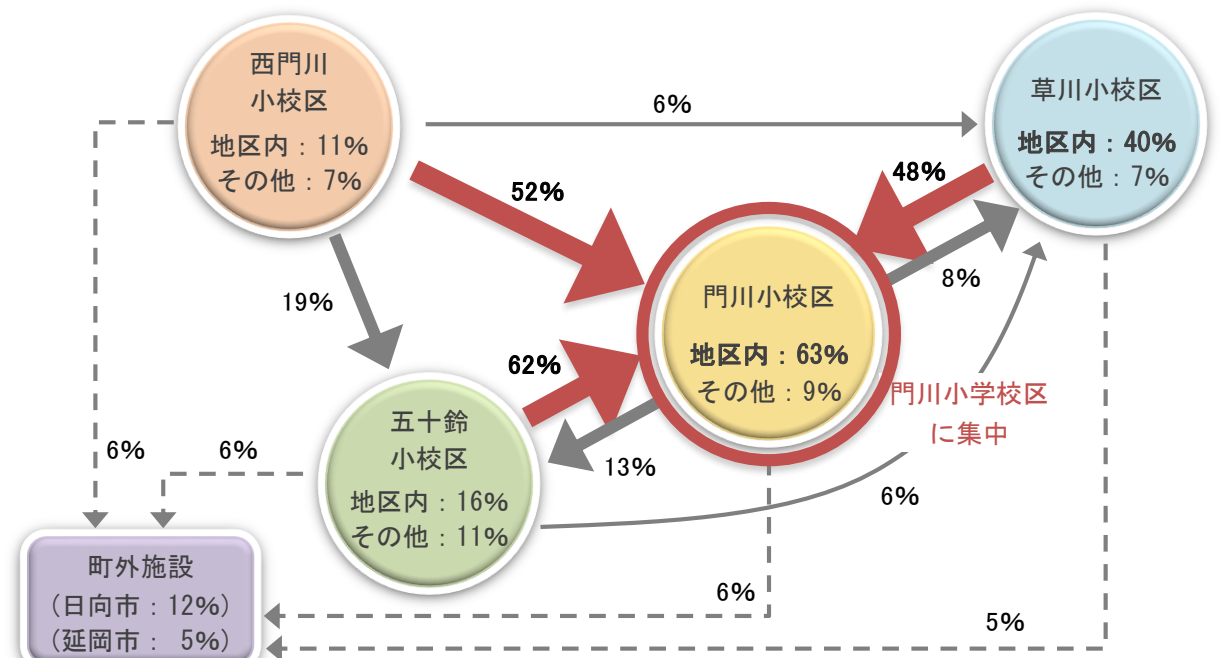 西門川
小校区
地区内：11%
その他：7%
6%
草川小校区
地区内：40%
その他：7%
52%
48%
19%
門川小校区
地区内：63%
その他：9%
8%
62%
門川小学校区
に集中
五十鈴
小校区
地区内：16%
その他：11%
13%
6%
6%
6%
町外施設
（日向市：12%）
（延岡市： 5%）
6%
5%